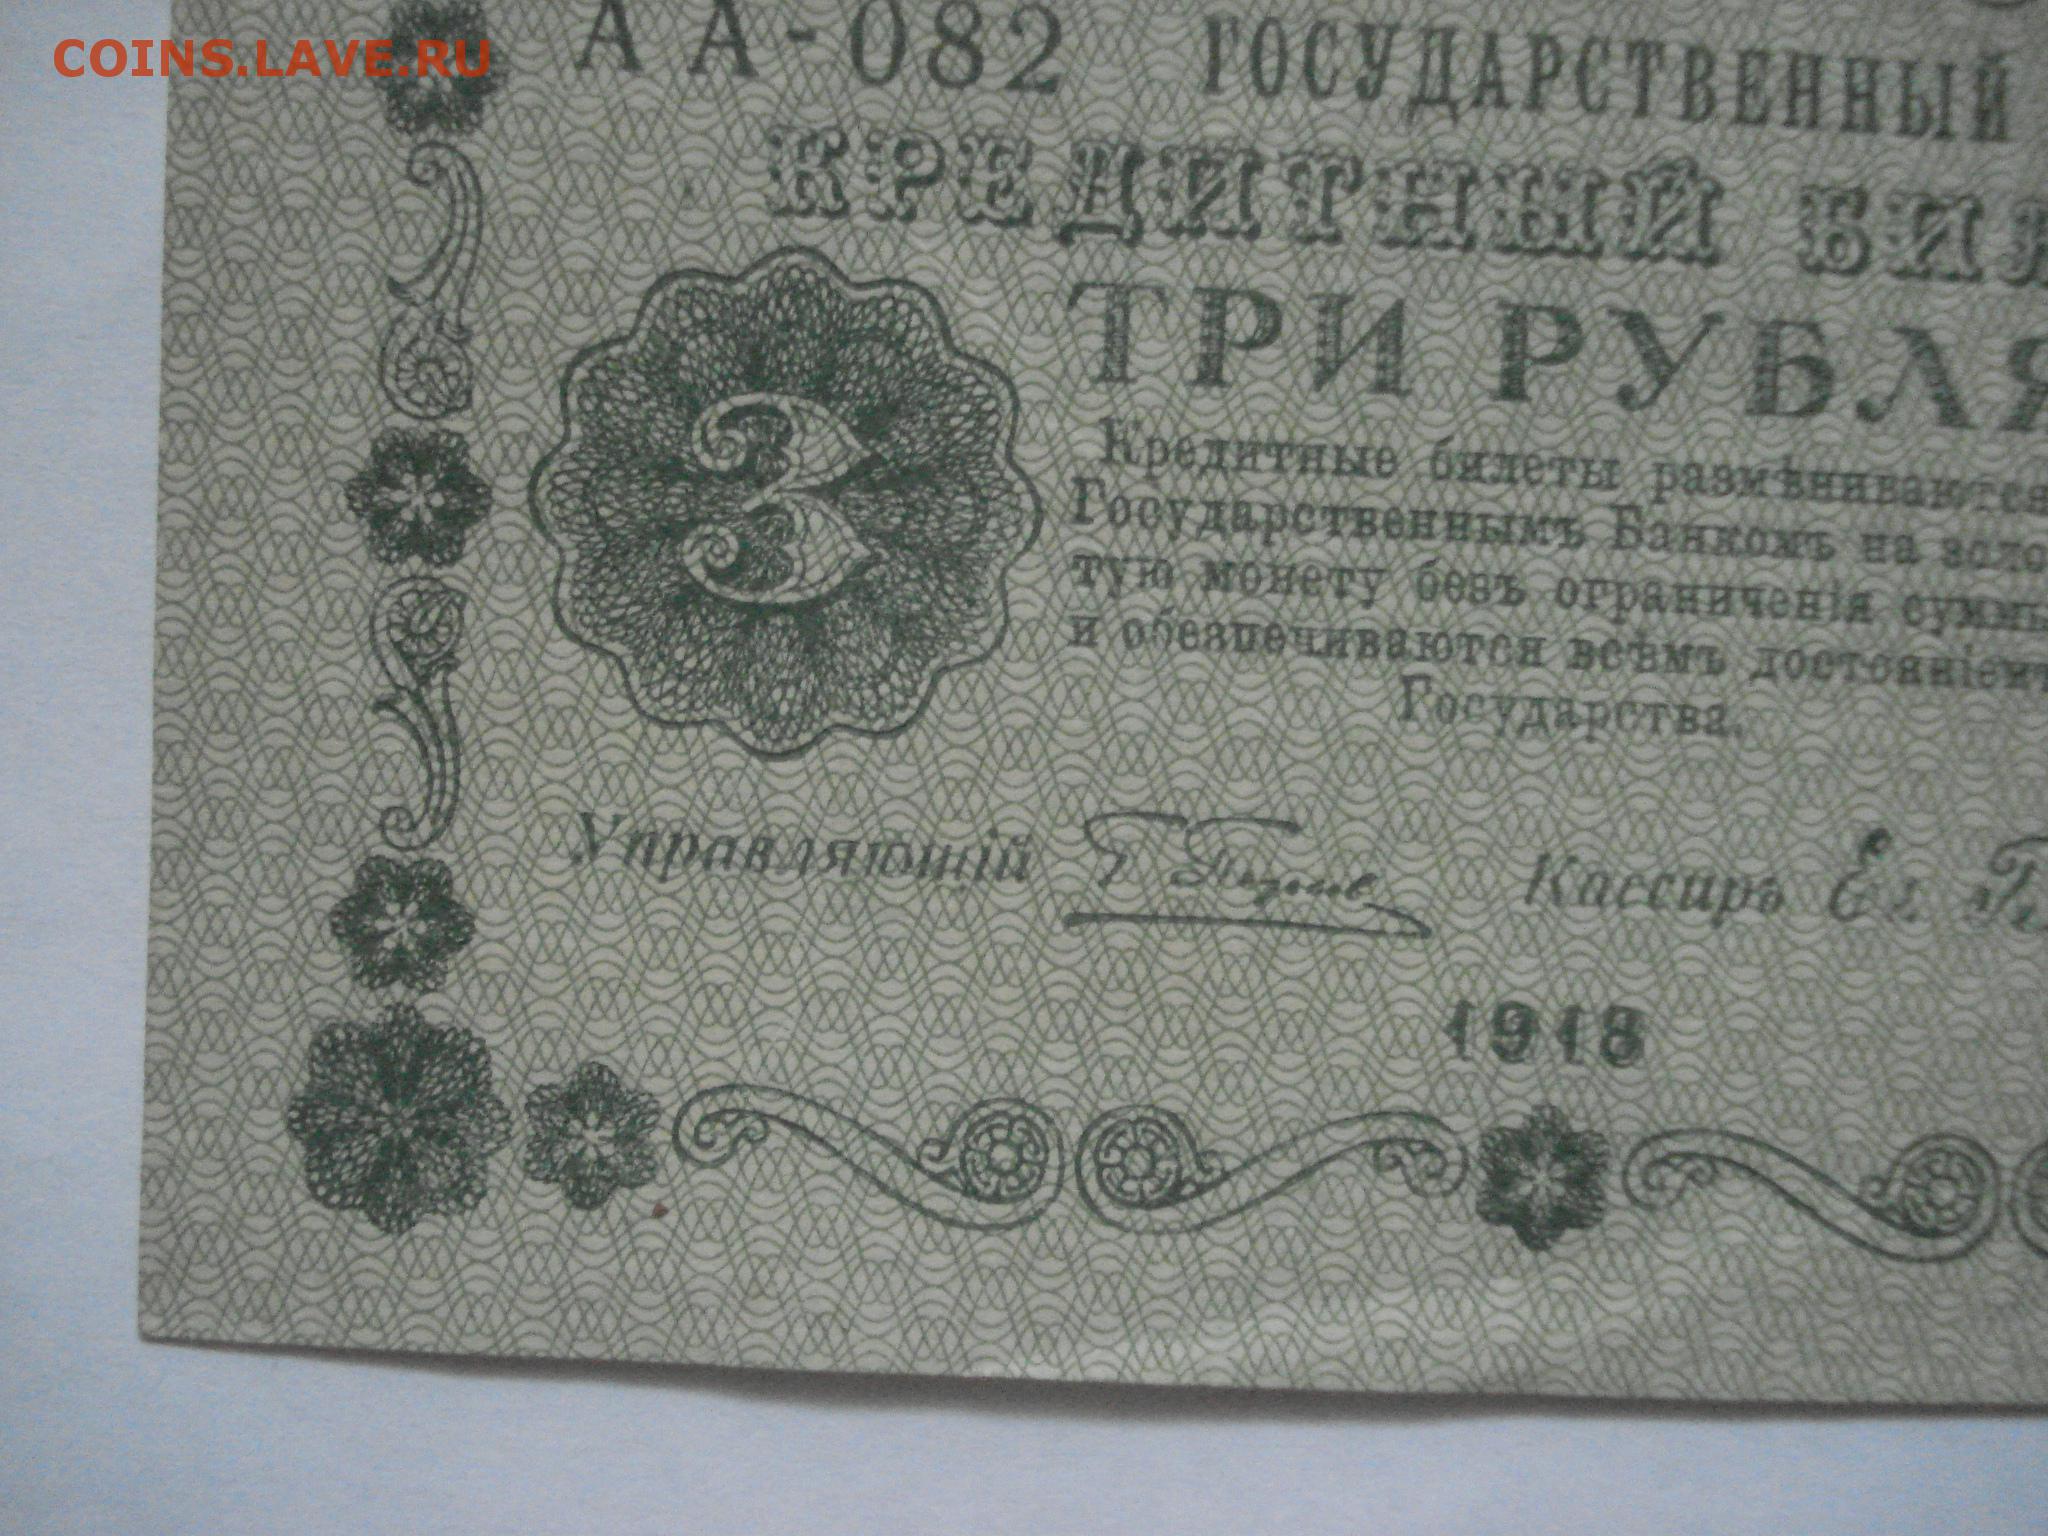 COINS.LAVE.RU
АА-082 ГОСУДАРСТВЕННЫЙ
КРЕДИТНЫЙ
ТРИ РУБЛЯ
3
Кредитные билеты размѣниваются
Государственнымъ Банкомъ на золо
тую монету безъ ограниченія суммы
и обезпечиваются всѣмъ достояніемъ
Государства.
Управляющій Г. Пятаков Кассиръ
1918